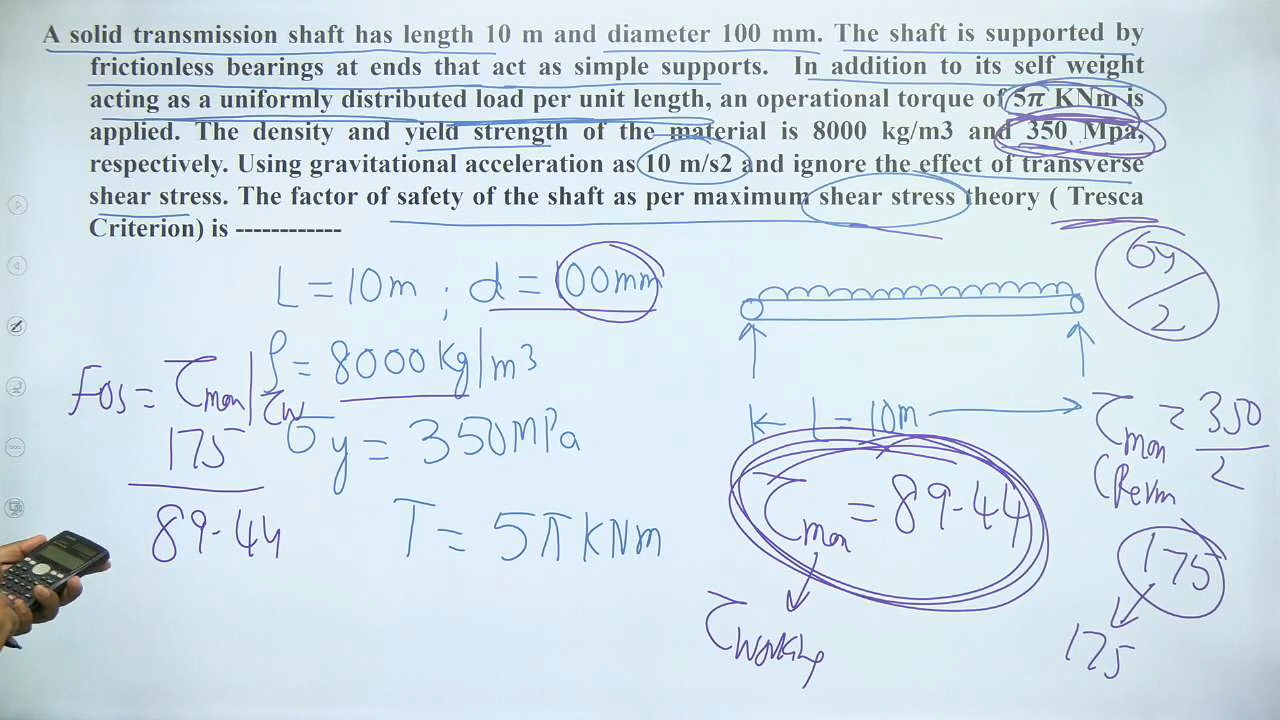 A solid transmission shaft has length 10 m and diameter 100 mm. The shaft is supported by
frictionless bearings at ends that act as simple supports. In addition to its self weight
acting as a uniformly distributed load per unit length, an operational torque of 5π KNm is
applied. The density and yield strength of the material is 8000 kg/m3 and 350 Mpa,
respectively. Using gravitational acceleration as 10 m/s2 and ignore the effect of transverse
shear stress. The factor of safety of the shaft as per maximum shear stress theory ( Tresca
Criterion) is ------------
L = 10m ; d = 100mm
σy/2
FOS = τmax/τw
ρ = 8000 Kg/m3
175/89.44
σy = 350MPa
L = 10m
τmax = 350/2
(Perm
T = 5π KNm
τmax = 89.44
175
τworking
175